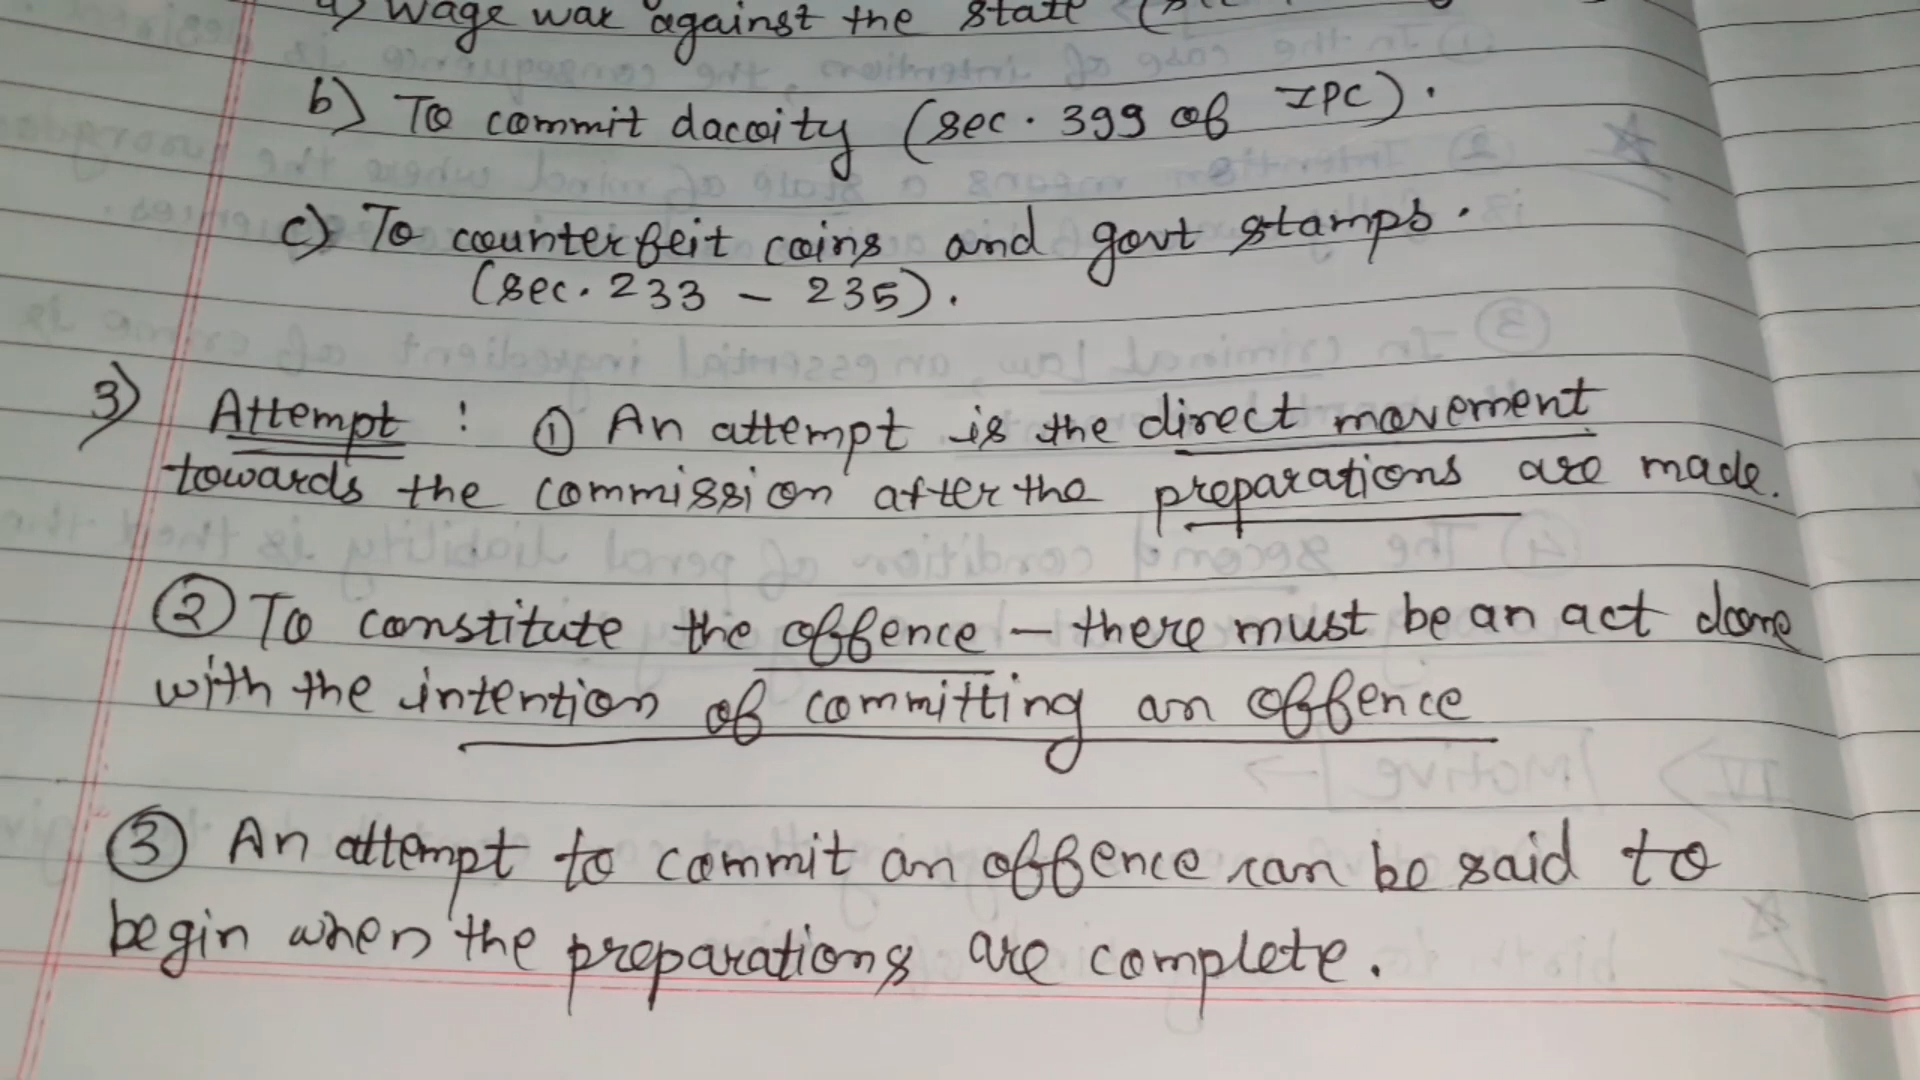 a) Wage war against the state (sec
b) To commit dacoity (sec. 399 of IPC).
c) To counterfeit coins and govt stamps.
(sec. 233 - 235).
3) Attempt : ① An attempt is the direct movement
towards the commission after the preparations are made.
② To constitute the offence – there must be an act done
with the intention of committing an offence
③ An attempt to commit an offence can be said to
begin when the preparations are complete.